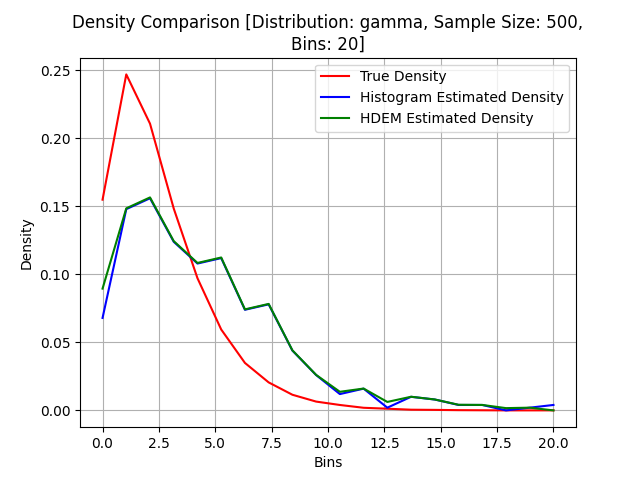 Density Comparison [Distribution: gamma, Sample Size: 500,
Bins: 20]
True Density
Histogram Estimated Density
HDEM Estimated Density
Density
0.25
0.20
0.15
0.10
0.05
0.00
0.0 2.5 5.0 7.5 10.0 12.5 15.0 17.5 20.0
Bins